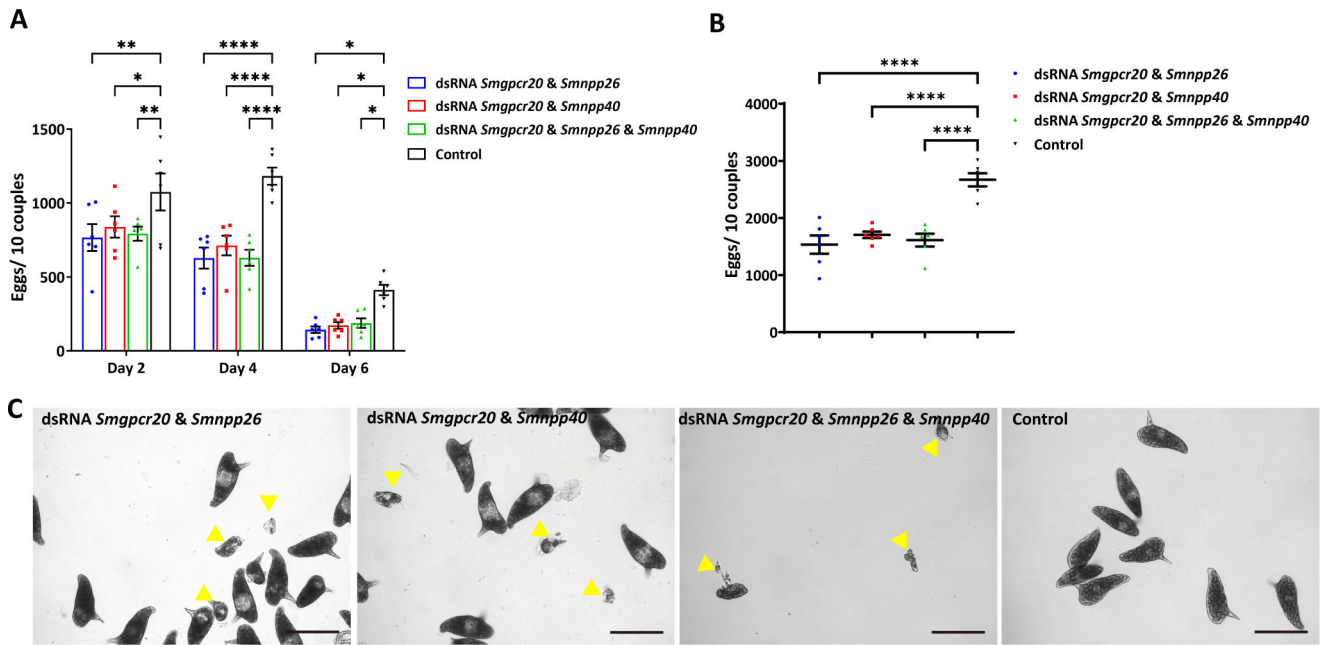 A
** **** *
* **** *
** **** *
Eggs/ 10 couples
1500
1000
500
0
Day 2 Day 4 Day 6
dsRNA Smgpcr20 & Smnpp26
dsRNA Smgpcr20 & Smnpp40
dsRNA Smgpcr20 & Smnpp26 & Smnpp40
Control
B
****
****
****
Eggs/ 10 couples
4000
3000
2000
1000
0
dsRNA Smgpcr20 & Smnpp26
dsRNA Smgpcr20 & Smnpp40
dsRNA Smgpcr20 & Smnpp26 & Smnpp40
Control
C
dsRNA Smgpcr20 & Smnpp26
dsRNA Smgpcr20 & Smnpp40
dsRNA Smgpcr20 & Smnpp26 & Smnpp40
Control